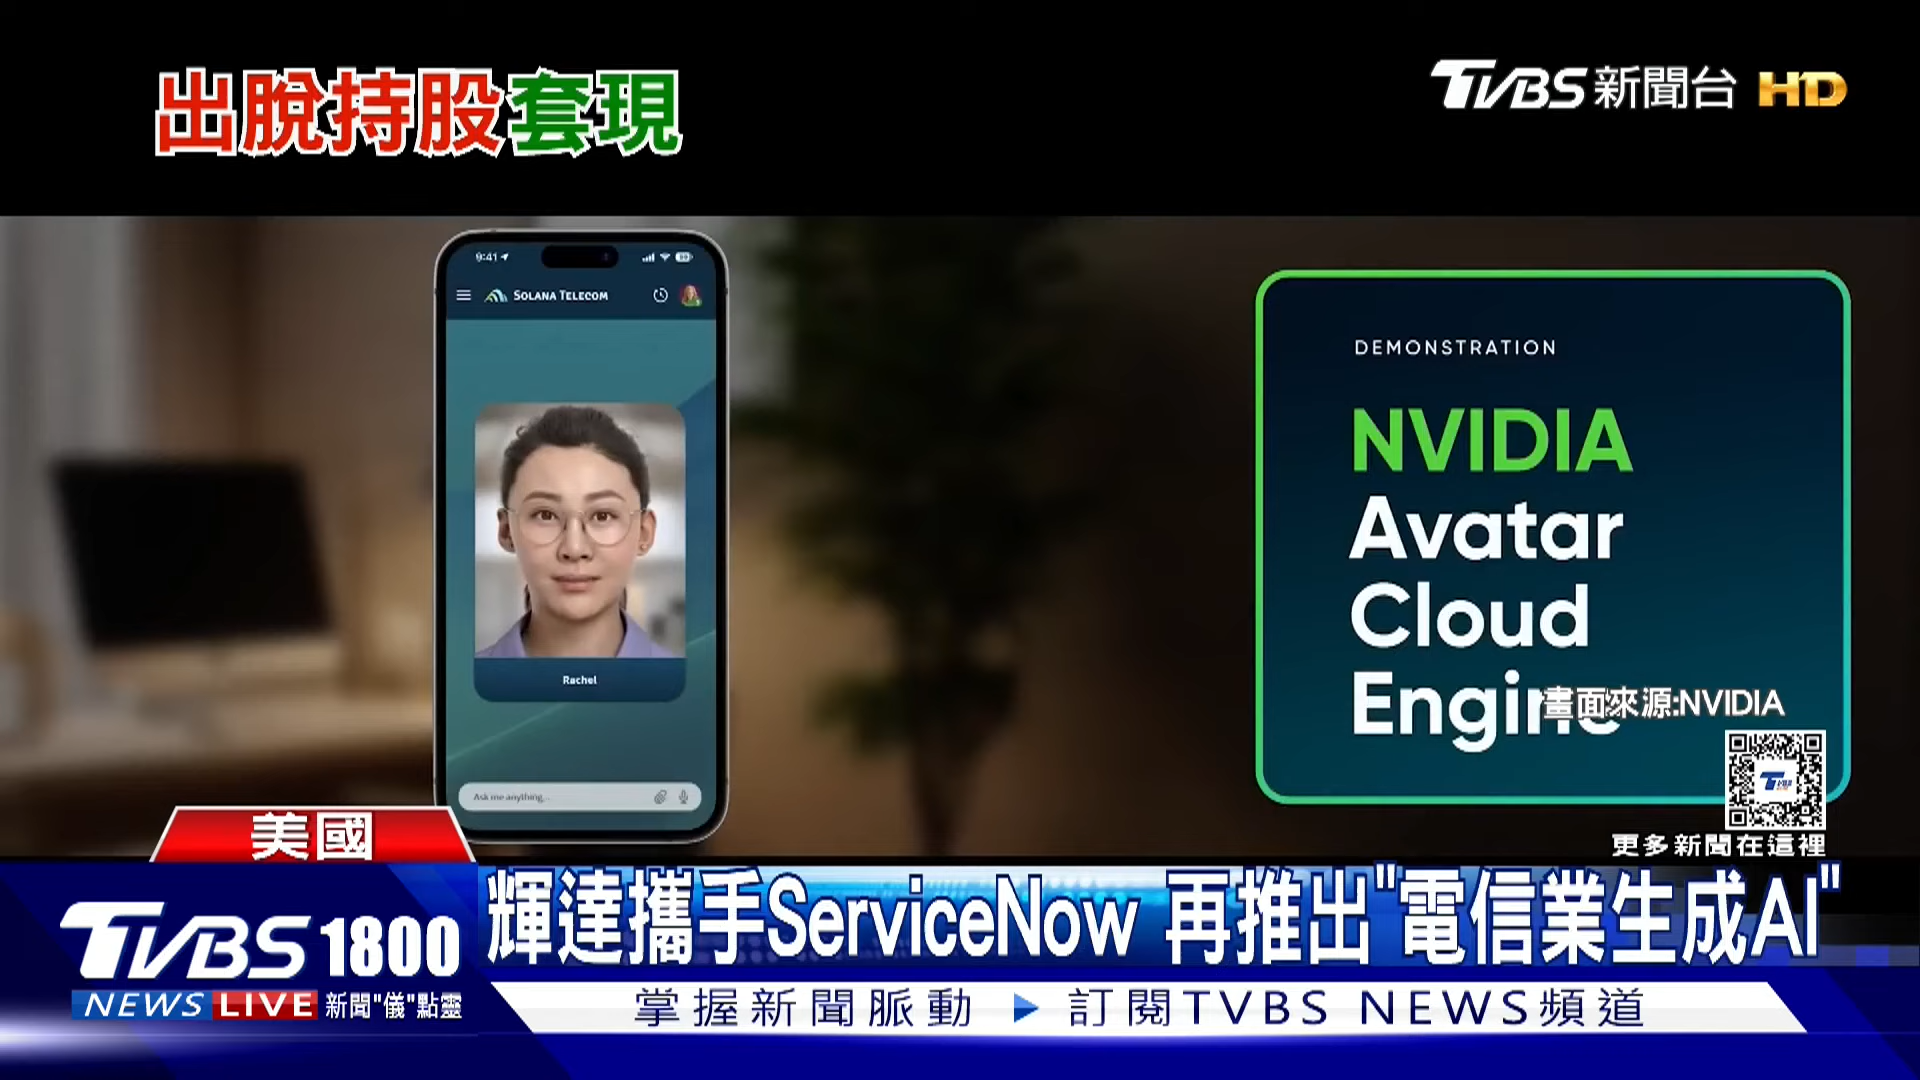 出脫持股套現
TVBS新聞台 HD
9:41
SOLANA TELECOM
Rachel
Ask me anything...
DEMONSTRATION
NVIDIA
Avatar
Cloud
Engine
畫面來源:NVIDIA
更多新聞在這裡
美國
輝達攜手ServiceNow 再推出"電信業生成AI"
TVBS 1800
NEWS LIVE 新聞"儀"點靈
掌握新聞脈動 ▶ 訂閱TVBS NEWS頻道